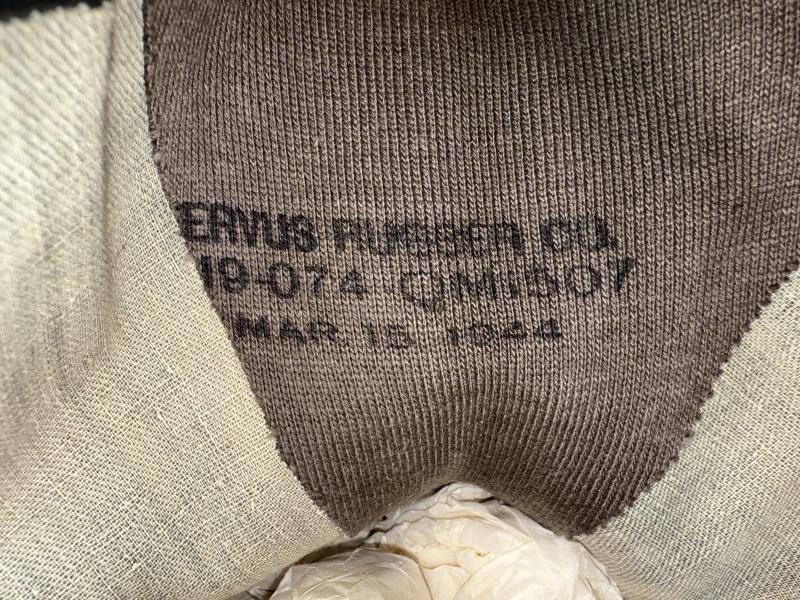 ERVUS RUBBER CO.
19-074 QM1507
MAR. 15 1944